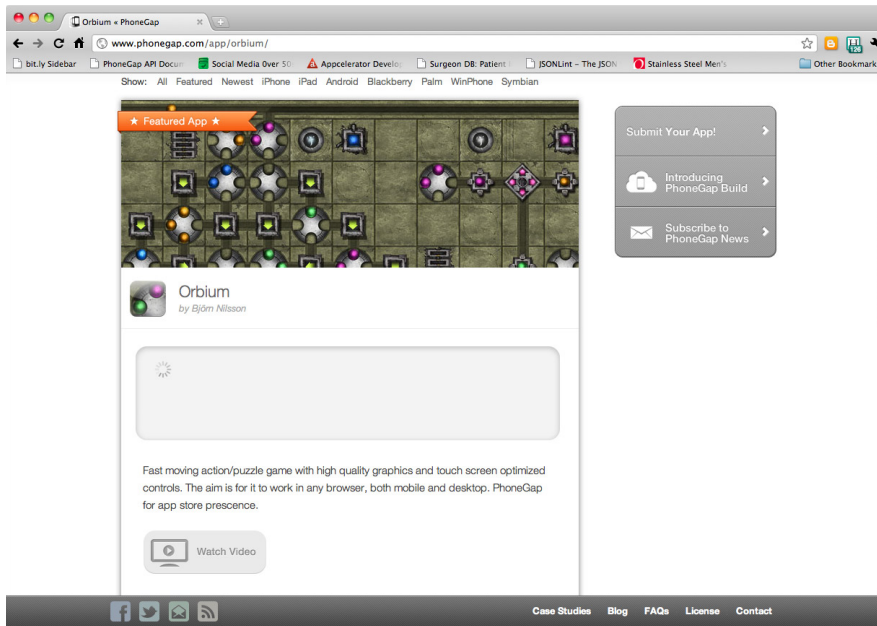 Orbium « PhoneGap
www.phonegap.com/app/orbium/
bit.ly Sidebar PhoneGap API Docum Social Media Over 50 Appcelerator Develo Surgeon DB: Patient JSONLint - The JSON Stainless Steel Men's Other Bookmark
126
Show: All Featured Newest iPhone iPad Android Blackberry Palm WinPhone Symbian
★ Featured App ★
Submit Your App!
Introducing
PhoneGap Build
Subscribe to
PhoneGap News
Orbium
by Björn Nilsson
Fast moving action/puzzle game with high quality graphics and touch screen optimized
controls. The aim is for it to work in any browser, both mobile and desktop. PhoneGap
for app store prescence.
Watch Video
Case Studies Blog FAQs License Contact